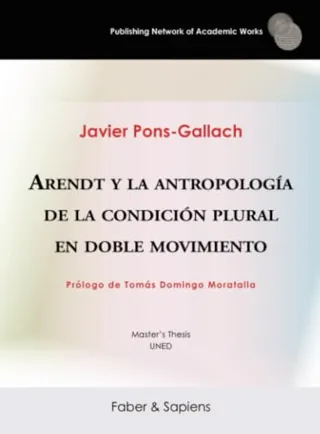 Publishing Network of Academic Works
Javier Pons-Gallach
ARENDT Y LA ANTROPOLOGÍA
DE LA CONDICIÓN PLURAL
EN DOBLE MOVIMIENTO
Prólogo de Tomás Domingo Moratalla
Master's Thesis
UNED
Faber & Sapiens